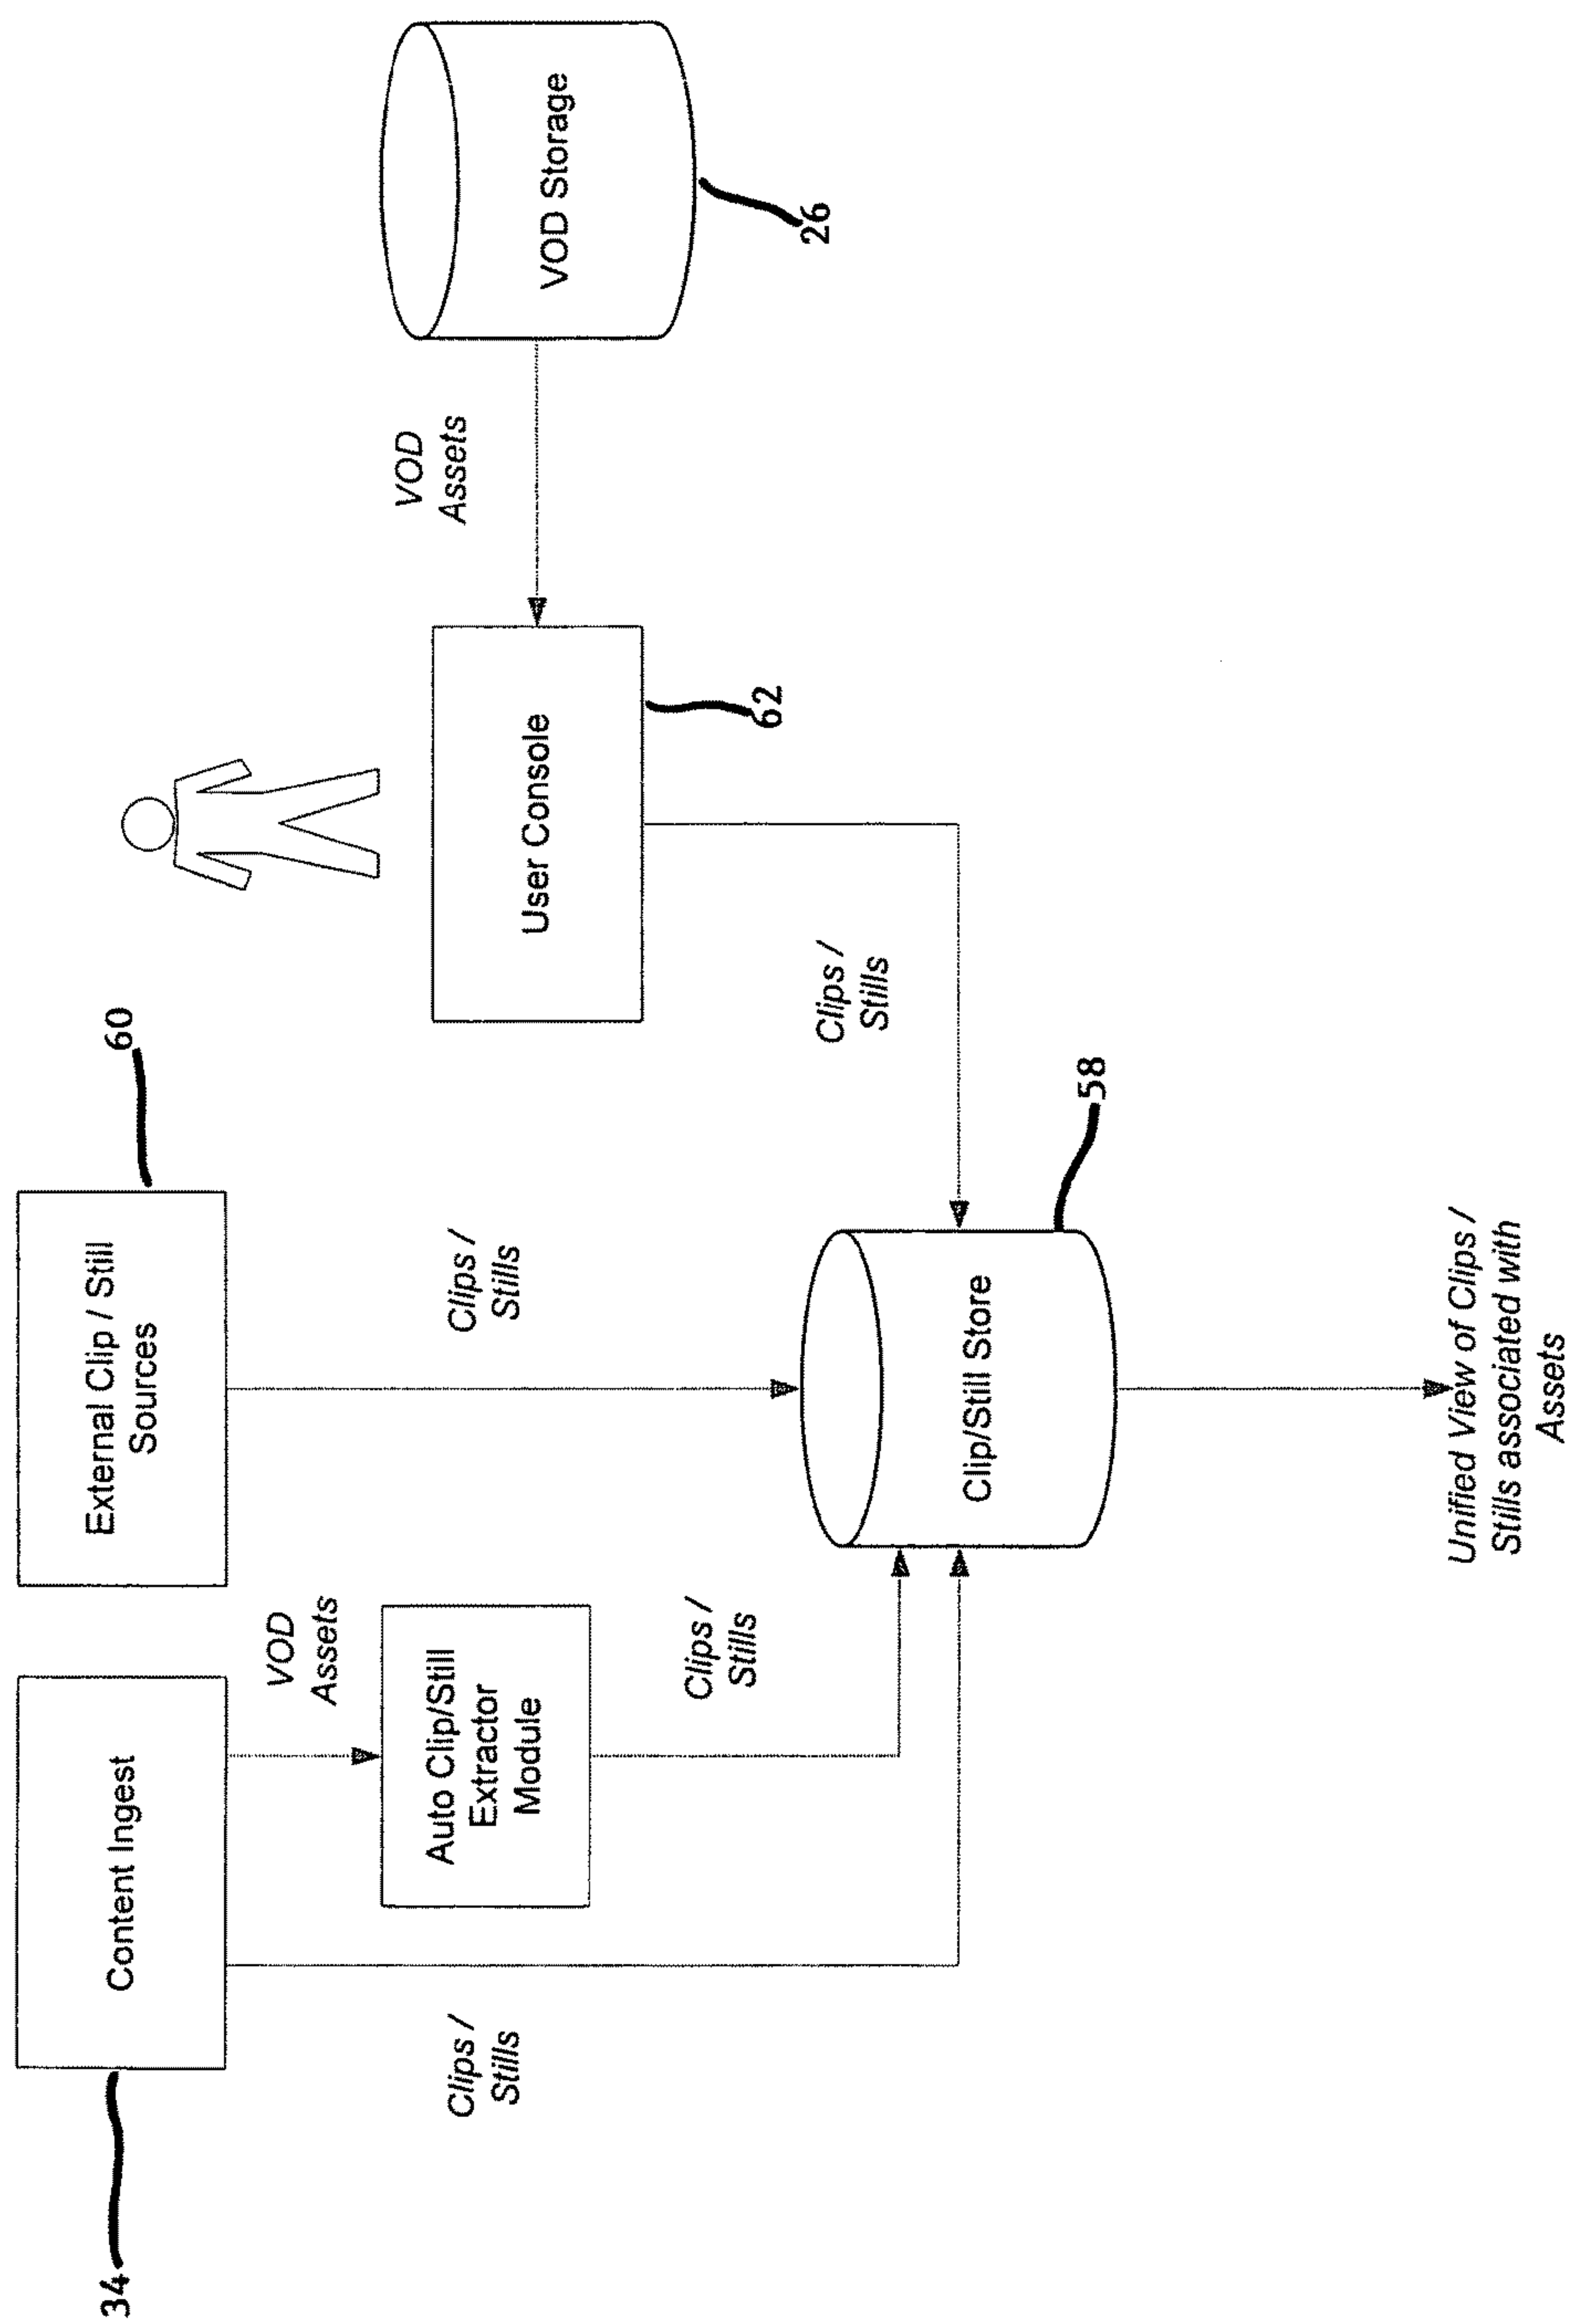 34
Content Ingest
VOD
Assets
Auto Clip/Still
Extractor
Module
Clips /
Stills
Clips /
Stills
External Clip / Still
Sources
60
Clips /
Stills
Clip/Still Store
58
Unified View of Clips /
Stills associated with
Assets
User Console
62
Clips /
Stills
VOD
Assets
VOD Storage
26